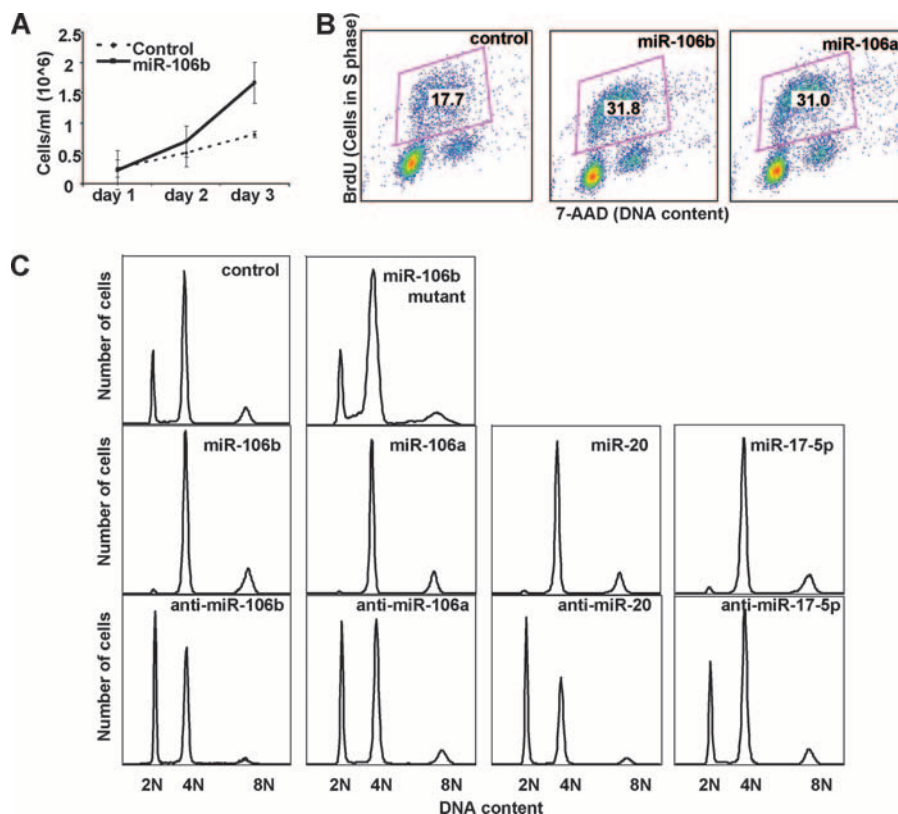 A
2.5
2
1.5
1
0.5
0
Cells/ml (10^6)
Control
miR-106b
day 1 day 2 day 3
B
control
miR-106b
miR-106a
17.7
31.8
31.0
BrdU (Cells in S phase)
7-AAD (DNA content)
C
Number of cells
control
miR-106b
mutant
Number of cells
miR-106b
miR-106a
miR-20
miR-17-5p
Number of cells
anti-miR-106b
anti-miR-106a
anti-miR-20
anti-miR-17-5p
2N 4N 8N
2N 4N 8N
2N 4N 8N
2N 4N 8N
DNA content